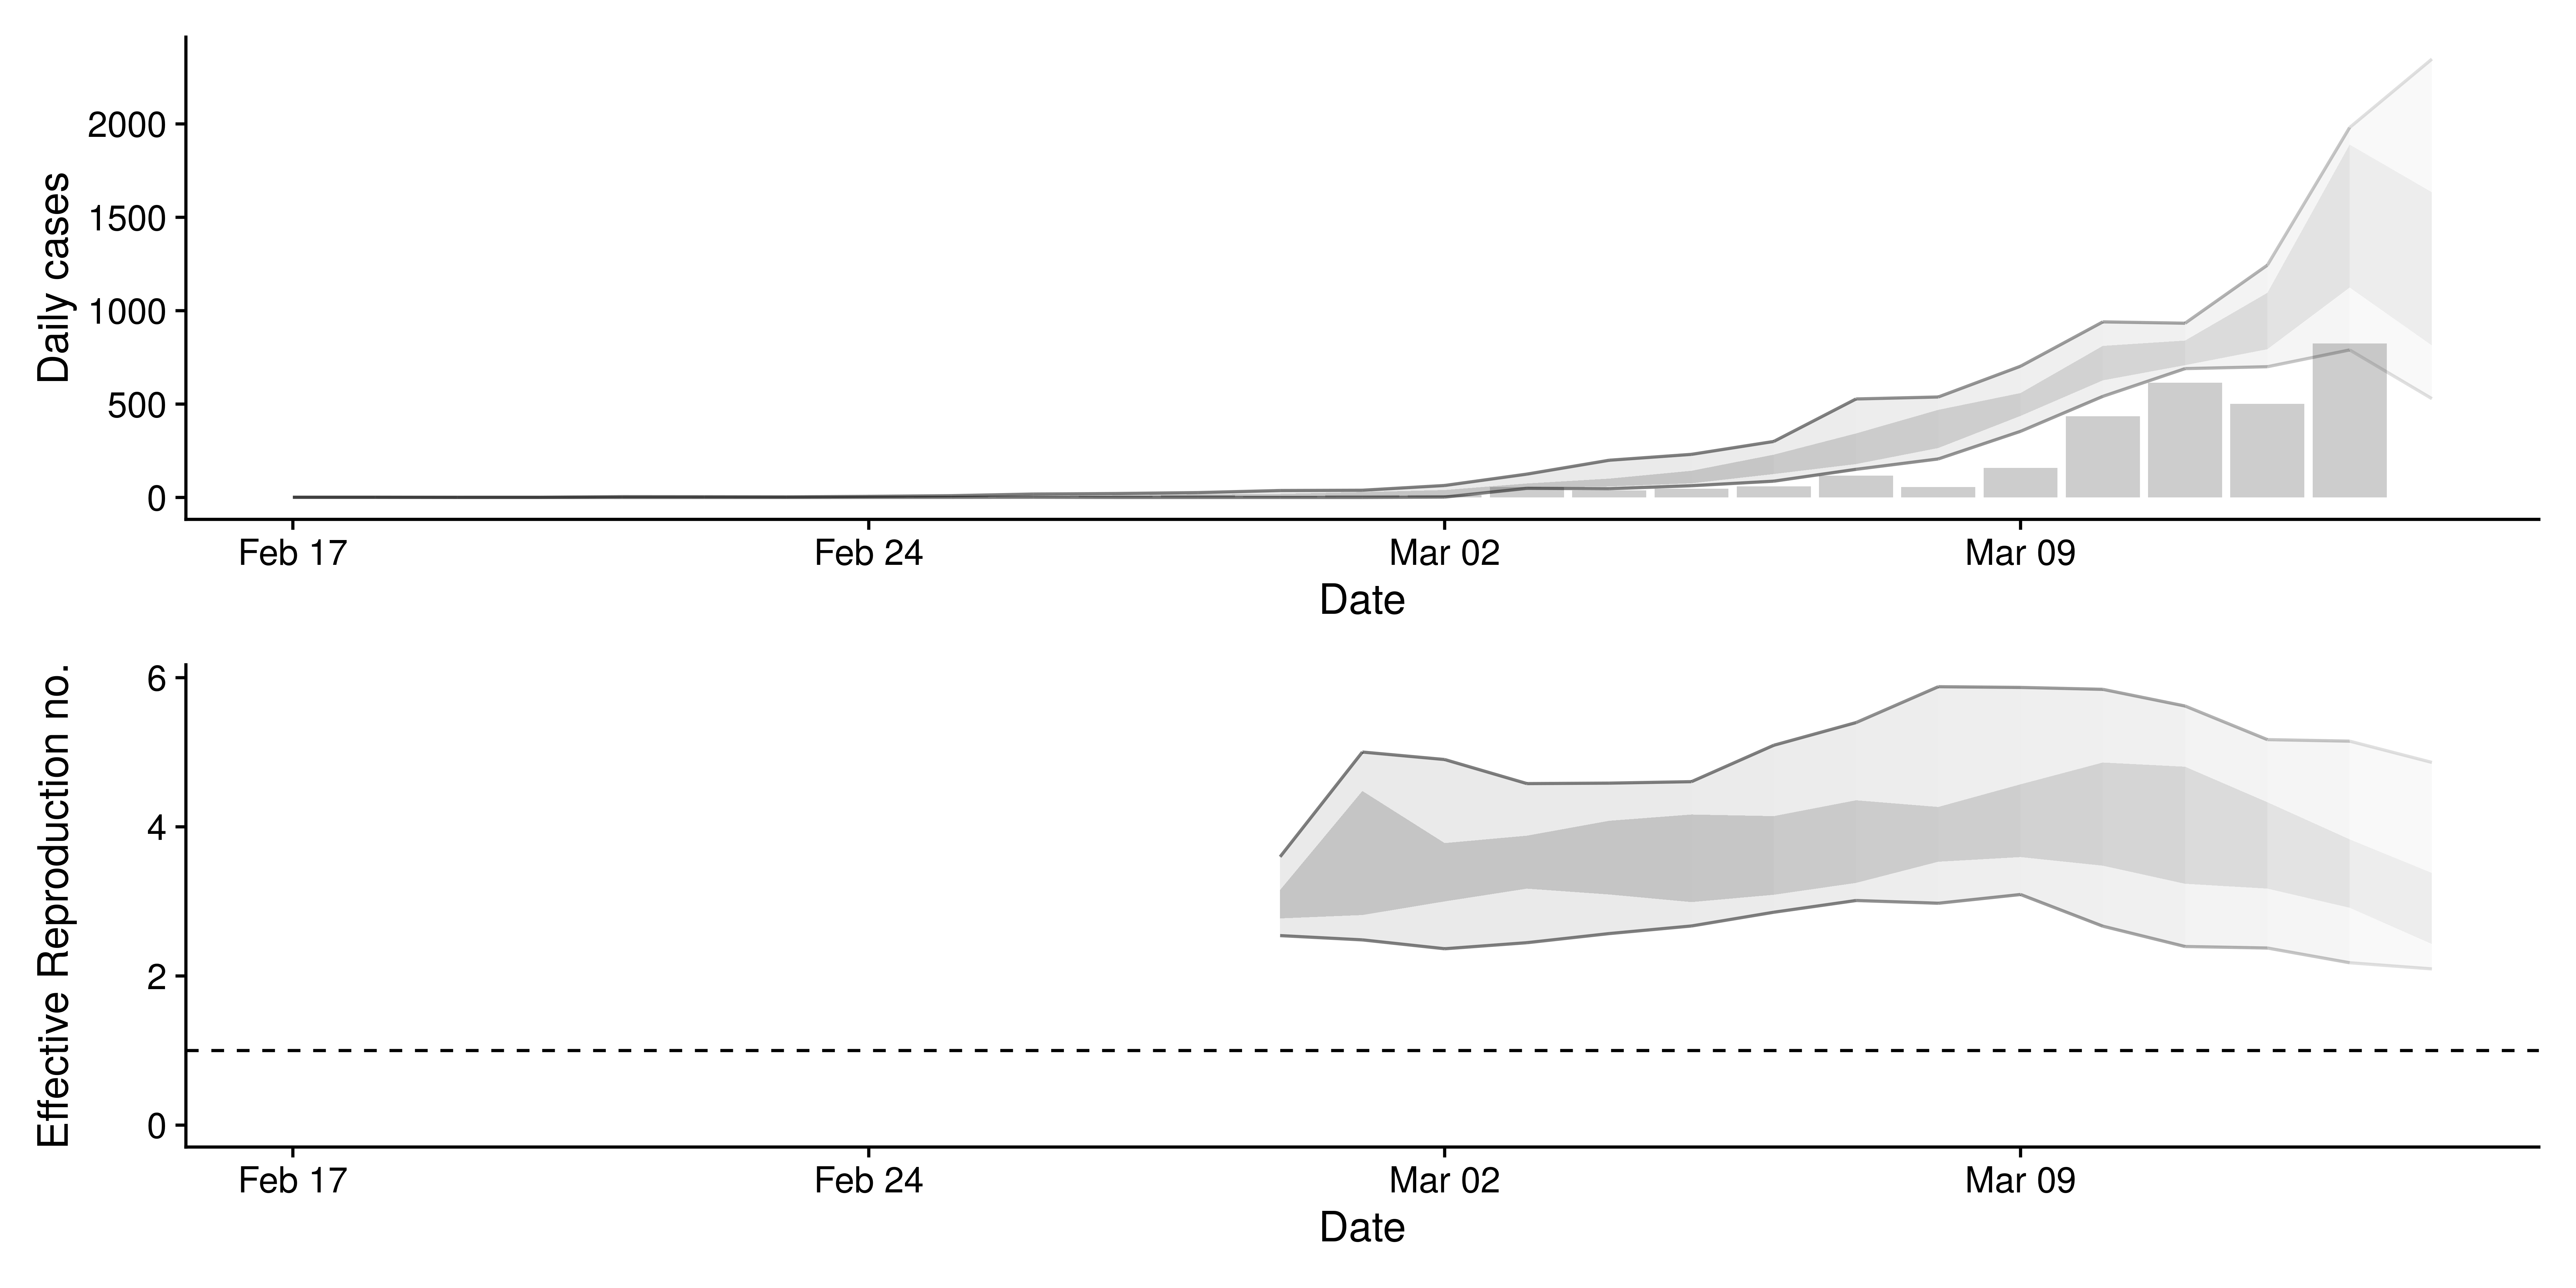 Daily cases
2000
1500
1000
500
0
Feb 17
Feb 24
Mar 02
Mar 09
Date
Effective Reproduction no.
6
4
2
0
Feb 17
Feb 24
Mar 02
Mar 09
Date